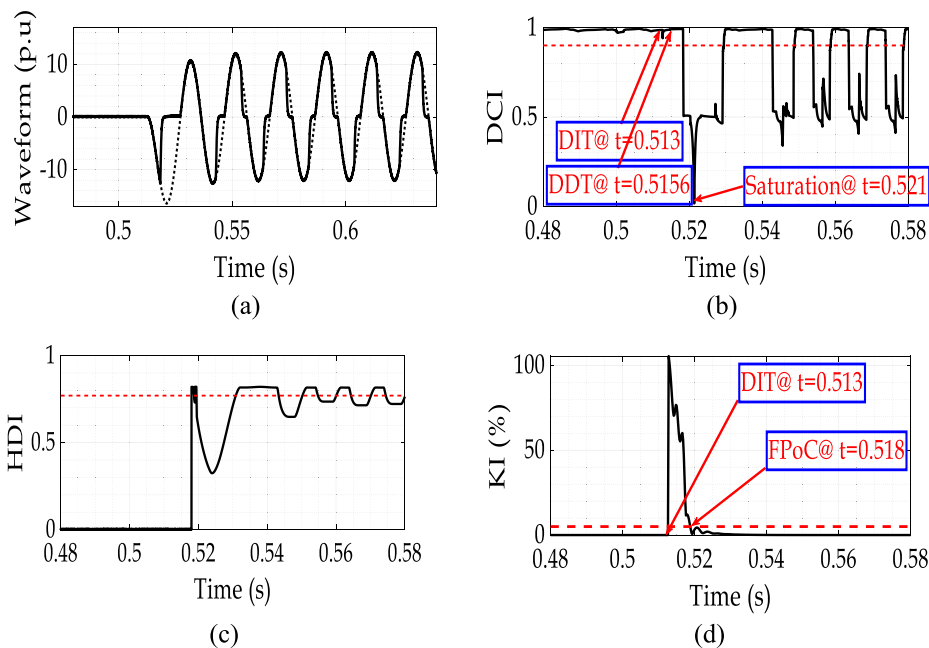 Waveform (p.u)
10
0
-10
0.5
0.55
0.6
Time (s)
(a)
DCI
1
0.5
0
DIT@ t=0.513
DDT@ t=0.5156
Saturation@ t=0.521
0.48
0.5
0.52
0.54
0.56
0.58
Time (s)
(b)
HDI
1
0.5
0
0.48
0.5
0.52
0.54
0.56
0.58
Time (s)
(c)
KI (%)
100
50
0
DIT@ t=0.513
FPoC@ t=0.518
0.48
0.5
0.52
0.54
0.56
0.58
Time (s)
(d)